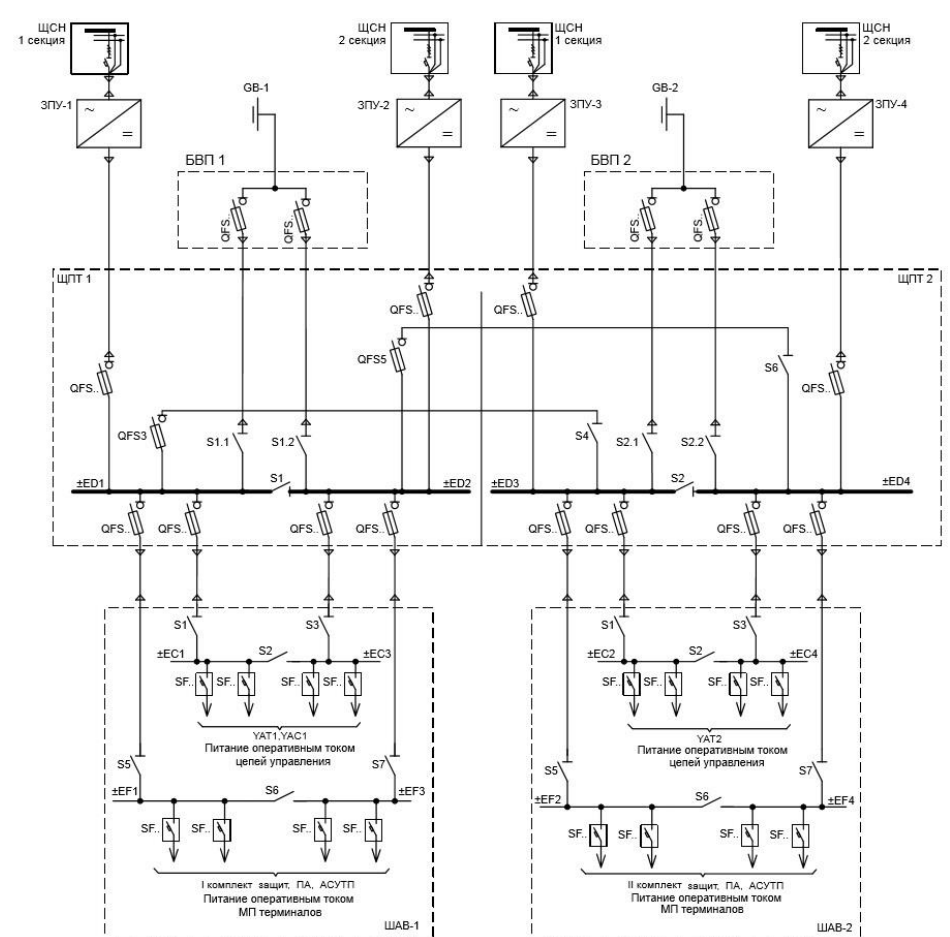 ЩСН
1 секция
ЩСН
2 секция
ЩСН
1 секция
ЩСН
2 секция
ЗПУ-1
GB-1
ЗПУ-2
ЗПУ-3
GB-2
ЗПУ-4
~
=
~
=
~
=
~
=
БВП 1
БВП 2
QFS..
QFS..
QFS..
QFS..
ЩПТ 1
ЩПТ 2
QFS..
QFS..
QFS5
S6
QFS..
QFS..
QFS3
S1.1
S1.2
S4
S2.1
S2.2
±ED1
S1
±ED2
±ED3
S2
±ED4
QFS..
QFS..
QFS..
QFS..
QFS..
QFS..
QFS..
QFS..
S1
S3
S1
S3
±EC1
S2
±EC3
±EC2
S2
±EC4
SF..
SF..
SF..
SF..
SF..
SF..
SF..
SF..
YAT1,YAC1
Питание оперативным током
цепей управления
YAT2
Питание оперативным током
цепей управления
S5
S7
S5
S7
±EF1
S6
±EF3
±EF2
S6
±EF4
SF..
SF..
SF..
SF..
SF..
SF..
SF..
SF..
I комплект защит, ПА, АСУТП
Питание оперативным током
МП терминалов
II комплект защит, ПА, АСУТП
Питание оперативным током
МП терминалов
ШАВ-1
ШАВ-2